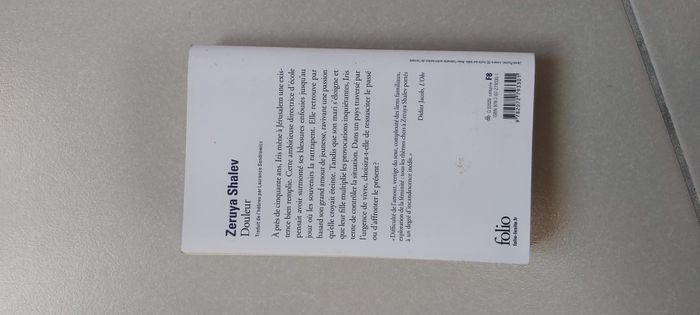 Zeruya Shalev
Douleur
Traduit de l'hébreu par Laurence Sendrowicz
À près de cinquante ans, Iris mène à Jérusalem une exis-
tence bien remplie. Cette ambitieuse directrice d'école
pensait avoir surmonté ses blessures enfouies jusqu'au
jour où les souvenirs la rattrapent. Elle retrouve par
hasard son grand amour de jeunesse, ravivant une passion
qu'elle croyait éteinte. Tandis que son mari s'éloigne et
que leur fille multiplie les provocations inquiétantes, Iris
tente de contrôler la situation. Dans un pays traversé par
l'urgence de vivre, choisira-t-elle de ressusciter le passé
ou d'affronter le présent ?
« Difficulté de l'amour, vertige du sexe, complexité des liens familiaux,
exploration de la féminité : tous les thèmes chers à Zeruya Shalev portés
à un degré d'incandescence inédit. »
Didier Jacob, L'Obs
folio
folio-lesite.fr
F8